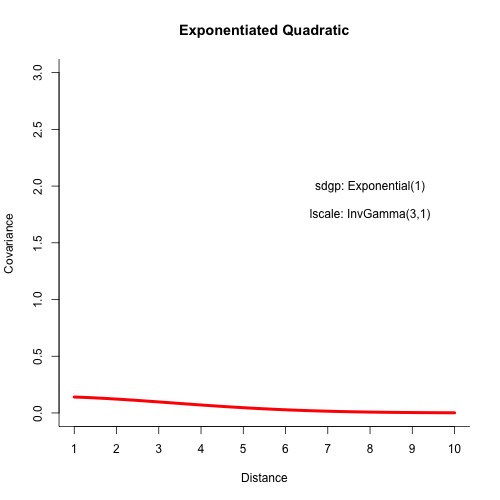 Exponentiated Quadratic
3.0
2.5
2.0
1.5
1.0
0.5
0.0
Covariance
sdgp: Exponential(1)
lscale: InvGamma(3,1)
1 2 3 4 5 6 7 8 9 10
Distance